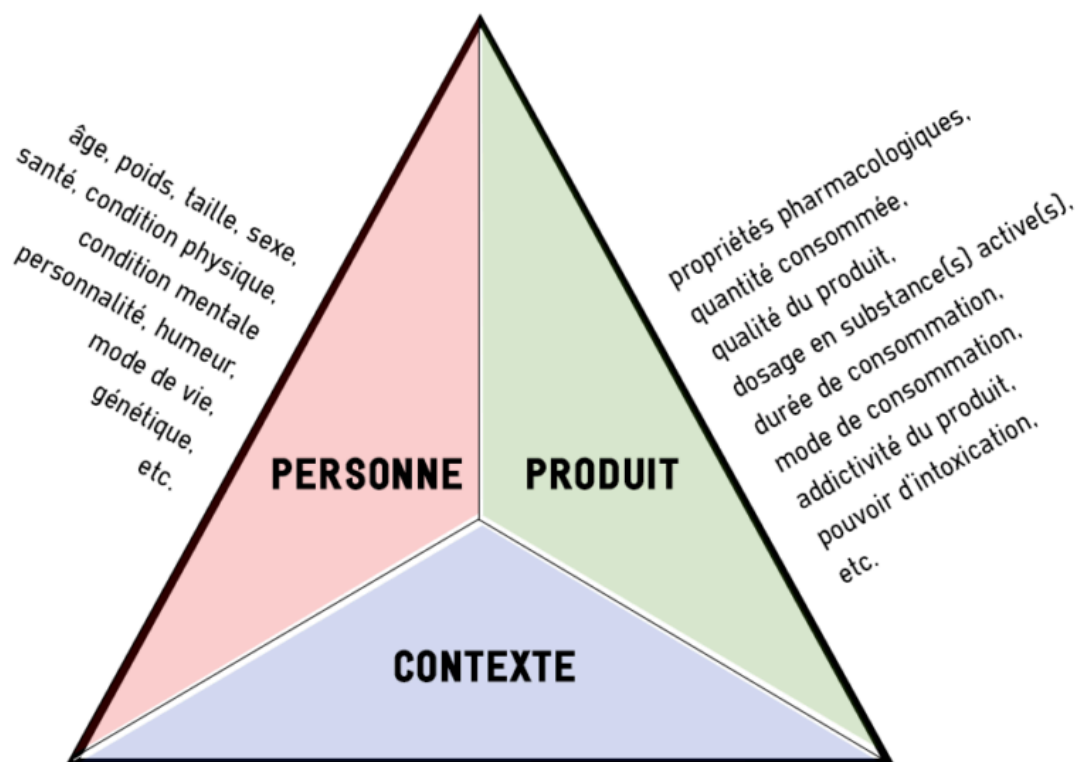 âge, poids, taille, sexe,
santé, condition physique,
condition mentale
personnalité, humeur,
mode de vie,
génétique,
etc.
propriétés pharmacologiques,
quantité consommée,
qualité du produit,
dosage en substance(s) active(s),
durée de consommation,
mode de consommation,
addictivité du produit,
pouvoir d'intoxication,
etc.
PERSONNE
PRODUIT
CONTEXTE